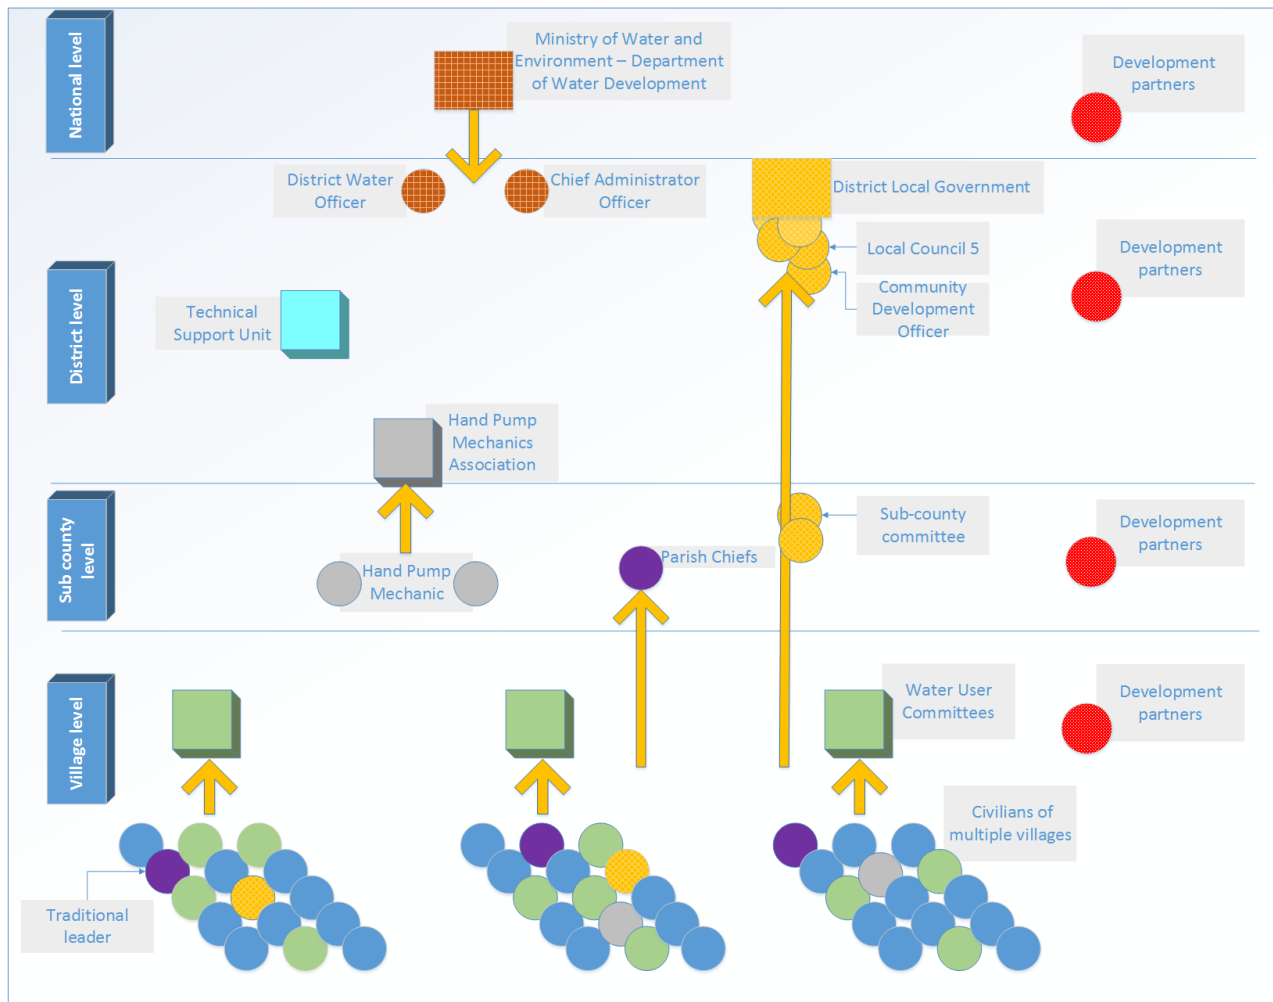 National level
Ministry of Water and
Environment – Department
of Water Development
Development
partners
District level
District Water
Officer
Chief Administrator
Officer
District Local Government
Local Council 5
Community
Development
Officer
Development
partners
Technical
Support Unit
Hand Pump
Mechanics
Association
Sub county
level
Sub-county
committee
Development
partners
Parish Chiefs
Hand Pump
Mechanic
Village level
Water User
Committees
Development
partners
Civilians of
multiple villages
Traditional
leader